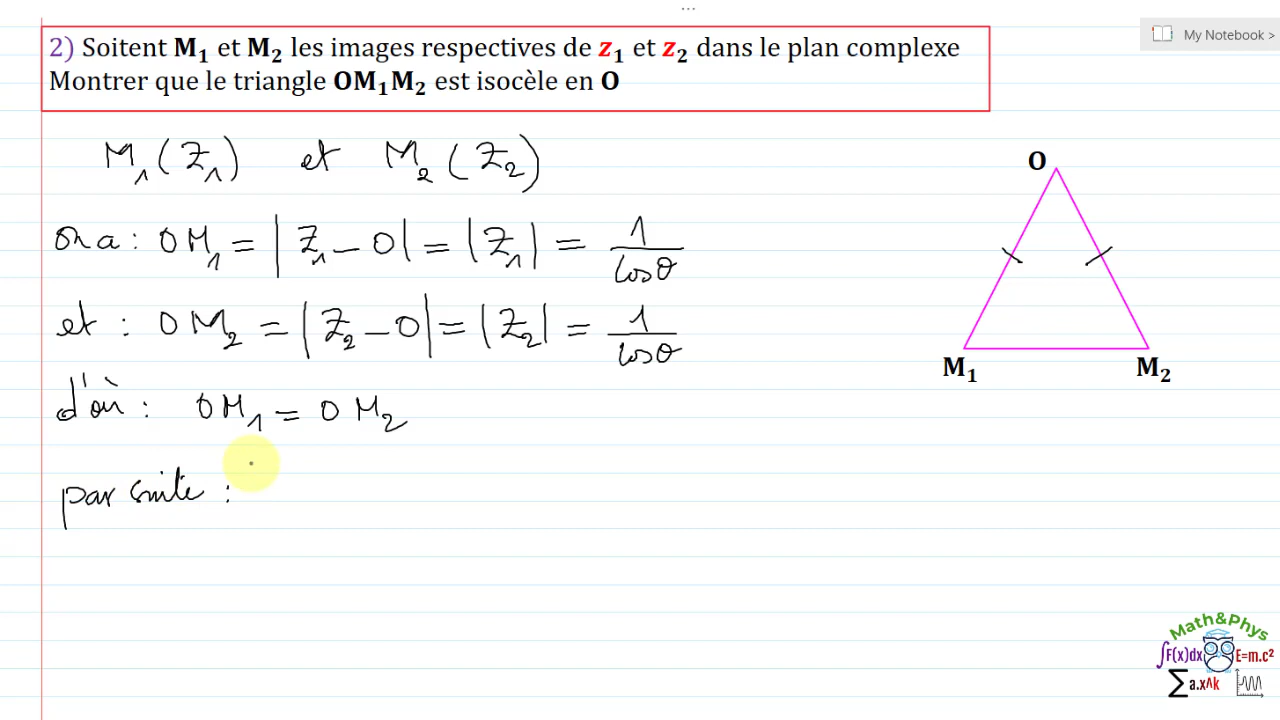 ...
My Notebook >
2) Soitent M₁ et M₂ les images respectives de z₁ et z₂ dans le plan complexe
Montrer que le triangle OM₁M₂ est isocèle en O
M₁(Z₁) et M₂(Z₂)
on a : OM₁ = |Z₁ - 0| = |Z₁| = 1/cosθ
et : OM₂ = |Z₂ - 0| = |Z₂| = 1/cosθ
d'où : OM₁ = OM₂
par suite :
O
M₁ M₂
Math&Phys
∫F(x)dx E=m.c²
∑ a.x∧k